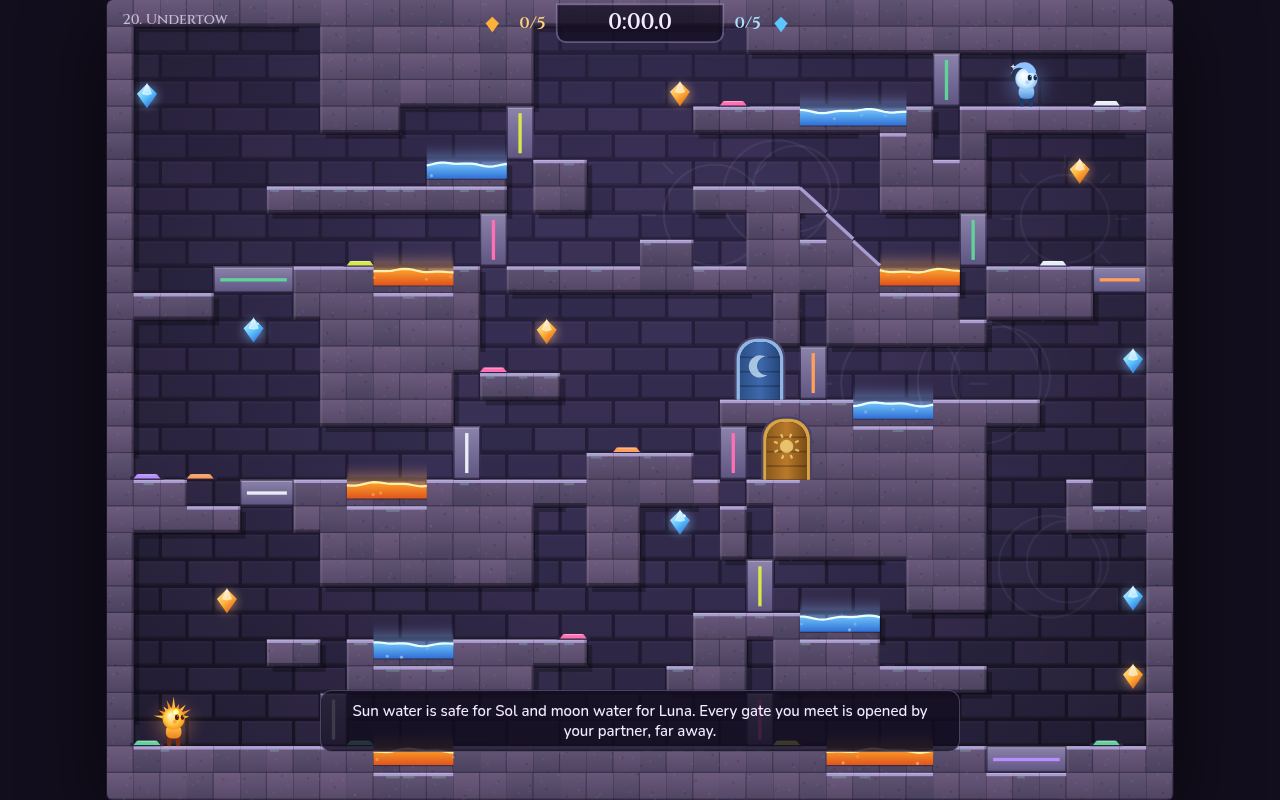 20. Undertow
0/5
0:00.0
0/5
Sun water is safe for Sol and moon water for Luna. Every gate you meet is opened by
your partner, far away.